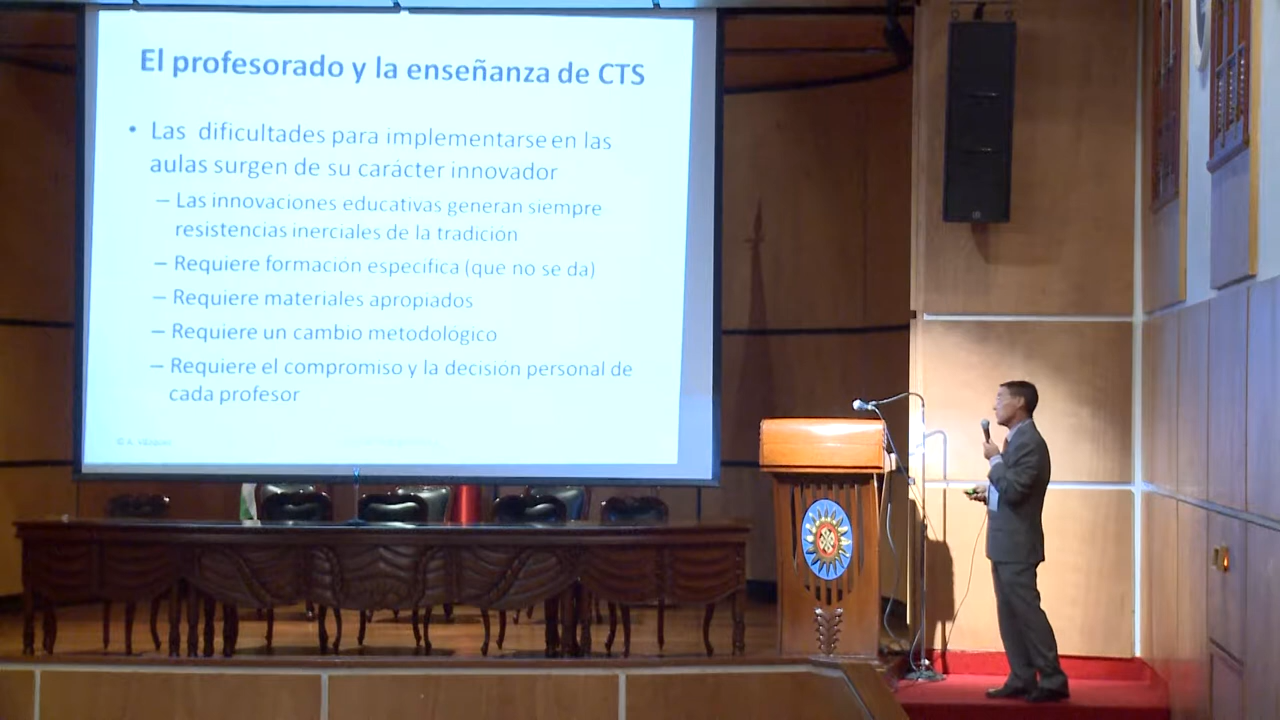 El profesorado y la enseñanza de CTS
• Las dificultades para implementarse en las
aulas surgen de su carácter innovador
– Las innovaciones educativas generan siempre
resistencias inerciales de la tradición
– Requiere formación específica (que no se da)
– Requiere materiales apropiados
– Requiere un cambio metodológico
– Requiere el compromiso y la decisión personal de
cada profesor